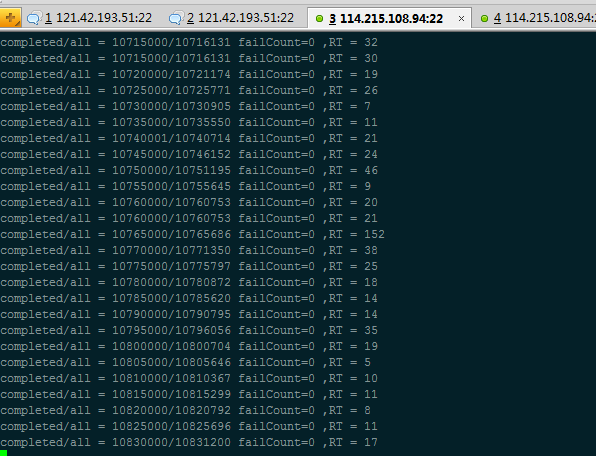 1 121.42.193.51:22 2 121.42.193.51:22 3 114.215.108.94:22 × 4 114.215.108.94:
completed/all = 10715000/10716131 failCount=0 ,RT = 32
completed/all = 10715000/10716131 failCount=0 ,RT = 30
completed/all = 10720000/10721174 failCount=0 ,RT = 19
completed/all = 10725000/10725771 failCount=0 ,RT = 26
completed/all = 10730000/10730905 failCount=0 ,RT = 7
completed/all = 10735000/10735550 failCount=0 ,RT = 11
completed/all = 10740001/10740714 failCount=0 ,RT = 21
completed/all = 10745000/10746152 failCount=0 ,RT = 24
completed/all = 10750000/10751195 failCount=0 ,RT = 46
completed/all = 10755000/10755645 failCount=0 ,RT = 9
completed/all = 10760000/10760753 failCount=0 ,RT = 20
completed/all = 10760000/10760753 failCount=0 ,RT = 21
completed/all = 10765000/10765686 failCount=0 ,RT = 152
completed/all = 10770000/10771350 failCount=0 ,RT = 38
completed/all = 10775000/10775797 failCount=0 ,RT = 25
completed/all = 10780000/10780872 failCount=0 ,RT = 18
completed/all = 10785000/10785620 failCount=0 ,RT = 14
completed/all = 10790000/10790795 failCount=0 ,RT = 14
completed/all = 10795000/10796056 failCount=0 ,RT = 35
completed/all = 10800000/10800704 failCount=0 ,RT = 19
completed/all = 10805000/10805646 failCount=0 ,RT = 5
completed/all = 10810000/10810367 failCount=0 ,RT = 10
completed/all = 10815000/10815299 failCount=0 ,RT = 11
completed/all = 10820000/10820792 failCount=0 ,RT = 8
completed/all = 10825000/10825696 failCount=0 ,RT = 11
completed/all = 10830000/10831200 failCount=0 ,RT = 17